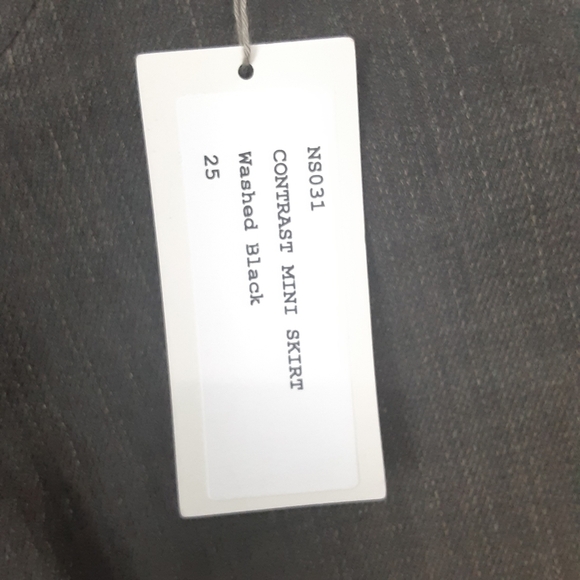 NS031
CONTRAST MINI SKIRT
Washed Black
25